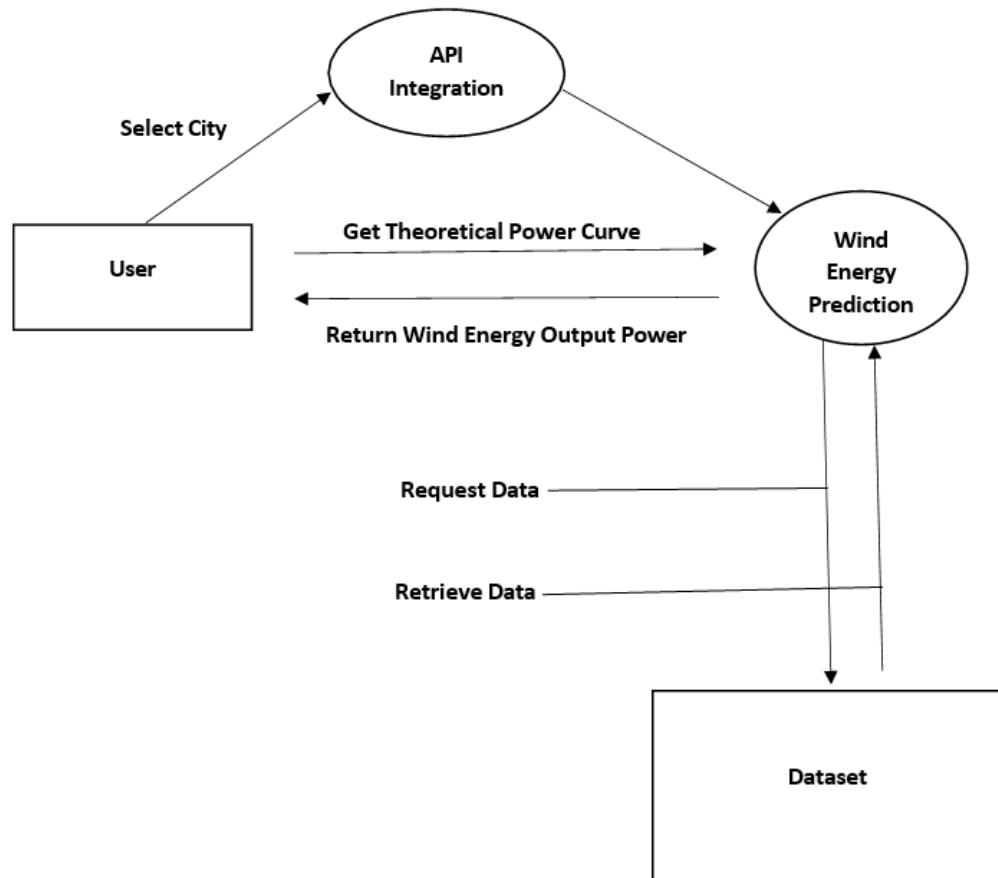 API
Integration
Select City
User
Get Theoretical Power Curve
Return Wind Energy Output Power
Wind
Energy
Prediction
Request Data
Retrieve Data
Dataset